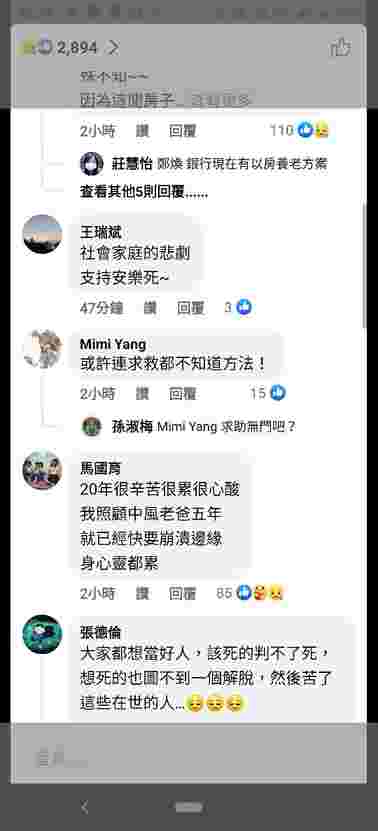 2,894
因為這間房子... 查看更多
2小時 讚 回覆 110
莊慧怡 鄭煥 銀行現在有以房養老方案
查看其他5則回覆......
王瑞斌
社會家庭的悲劇
支持安樂死~
47分鐘 讚 回覆 3
Mimi Yang
或許連求救都不知道方法！
2小時 讚 回覆 15
孫淑梅 Mimi Yang 求助無門吧？
馬國育
20年很辛苦很累很心酸
我照顧中風老爸五年
就已經快要崩潰邊緣
身心靈都累
2小時 讚 回覆 85
張德倫
大家都想當好人，該死的判不了死，
想死的也圖不到一個解脫，然後苦了
這些在世的人...😔😔😔